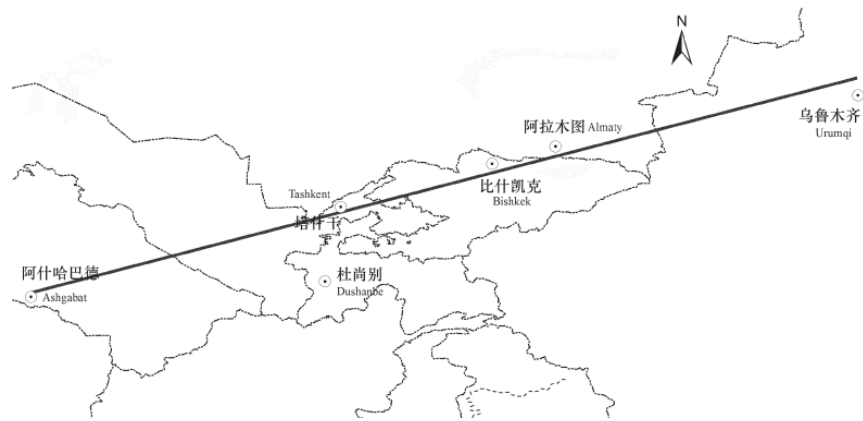 N
阿拉木图 Almaty
乌鲁木齐
Urumqi
比什凯克
Bishkek
Tashkent
塔什干
阿什哈巴德
Ashgabat
杜尚别
Dushanbe